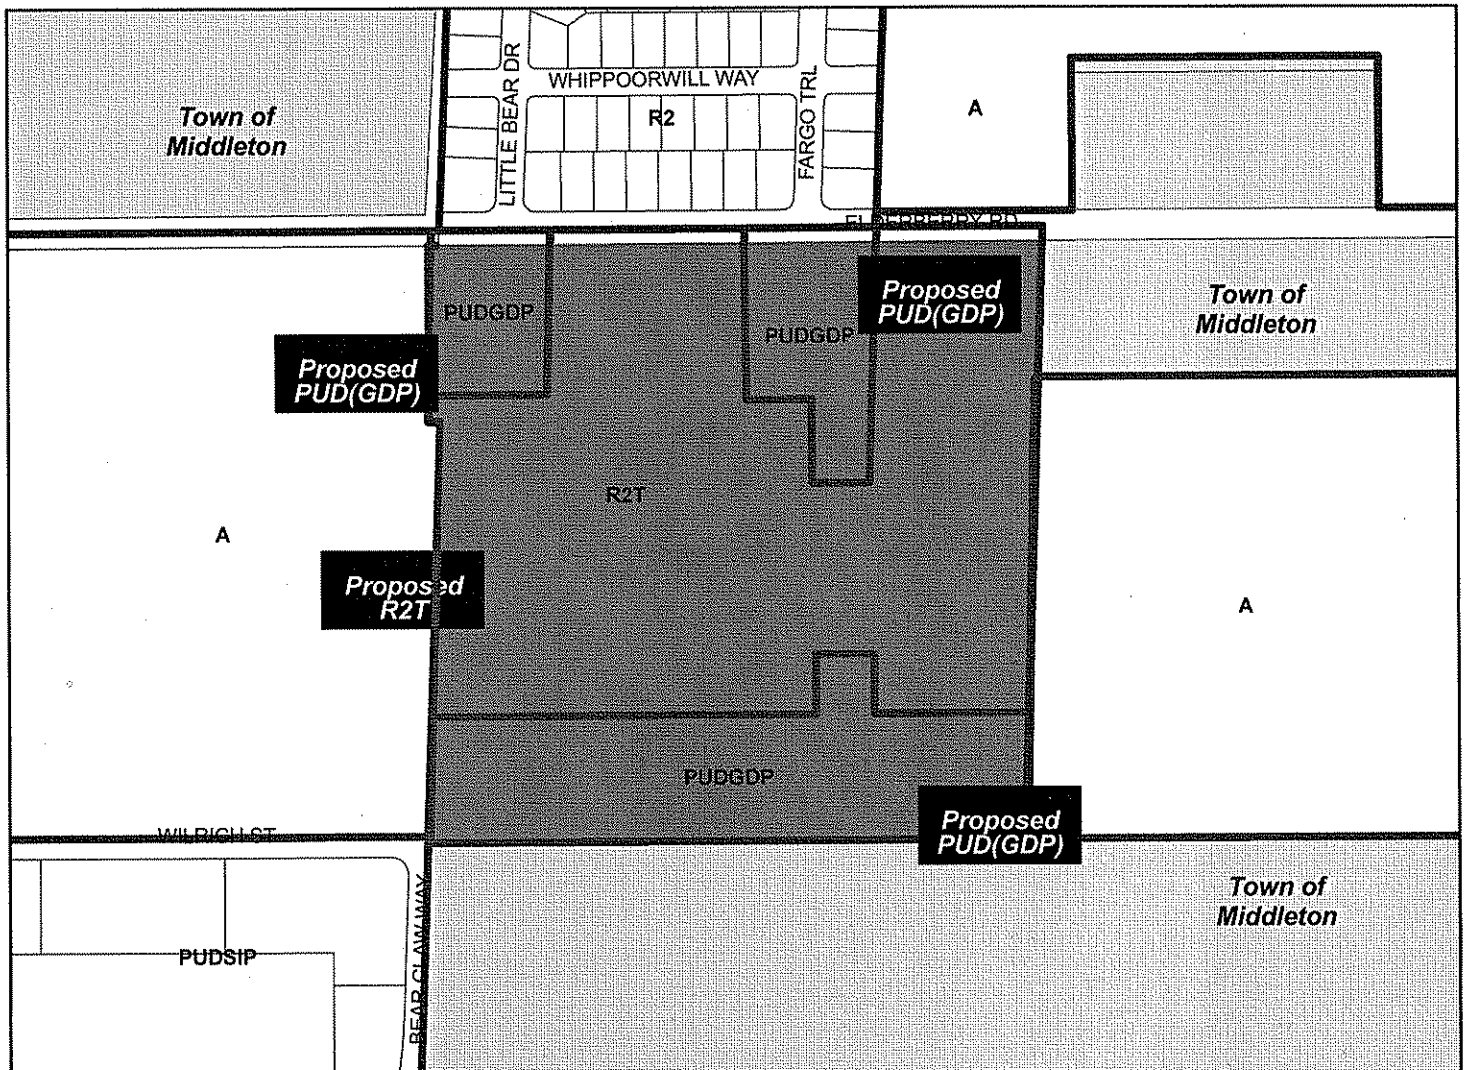 WHIPPOORWILL WAY
LITTLE BEAR DR
FARGO TRL
R2
A
Town of
Middleton
ELDERBERRY RD
PUDGDP
PUDGDP
Proposed
PUD(GDP)
Town of
Middleton
Proposed
PUD(GDP)
R2T
A
Proposed
R2T
A
PUDGDP
Proposed
PUD(GDP)
WILRICH ST
Town of
Middleton
BEAR CLAW WAY
PUDSIP